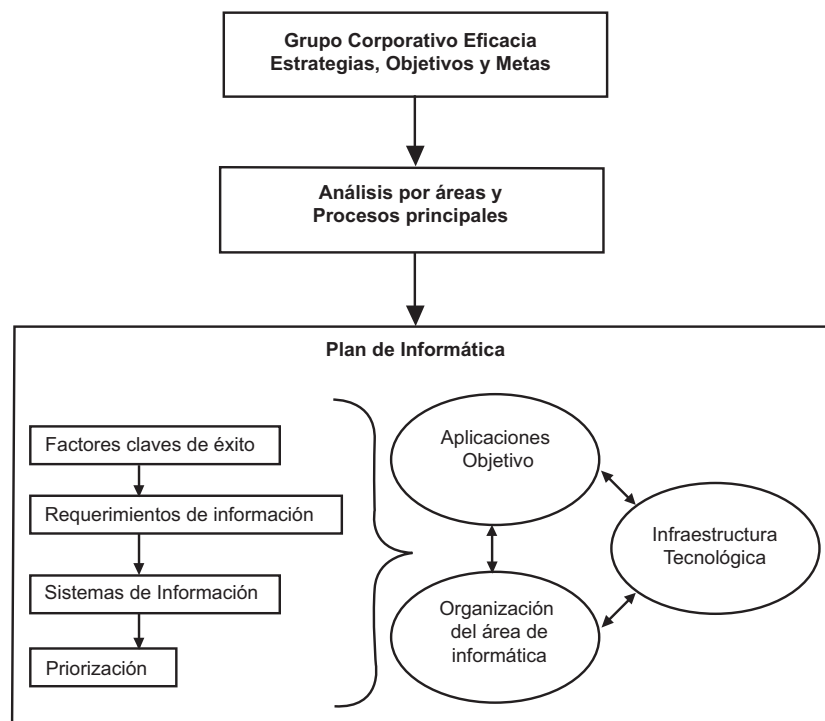 Grupo Corporativo Eficacia
Estrategias, Objetivos y Metas
Análisis por áreas y
Procesos principales
Plan de Informática
Factores claves de éxito
Requerimientos de información
Sistemas de Información
Priorización
Aplicaciones
Objetivo
Organización
del área de
informática
Infraestructura
Tecnológica